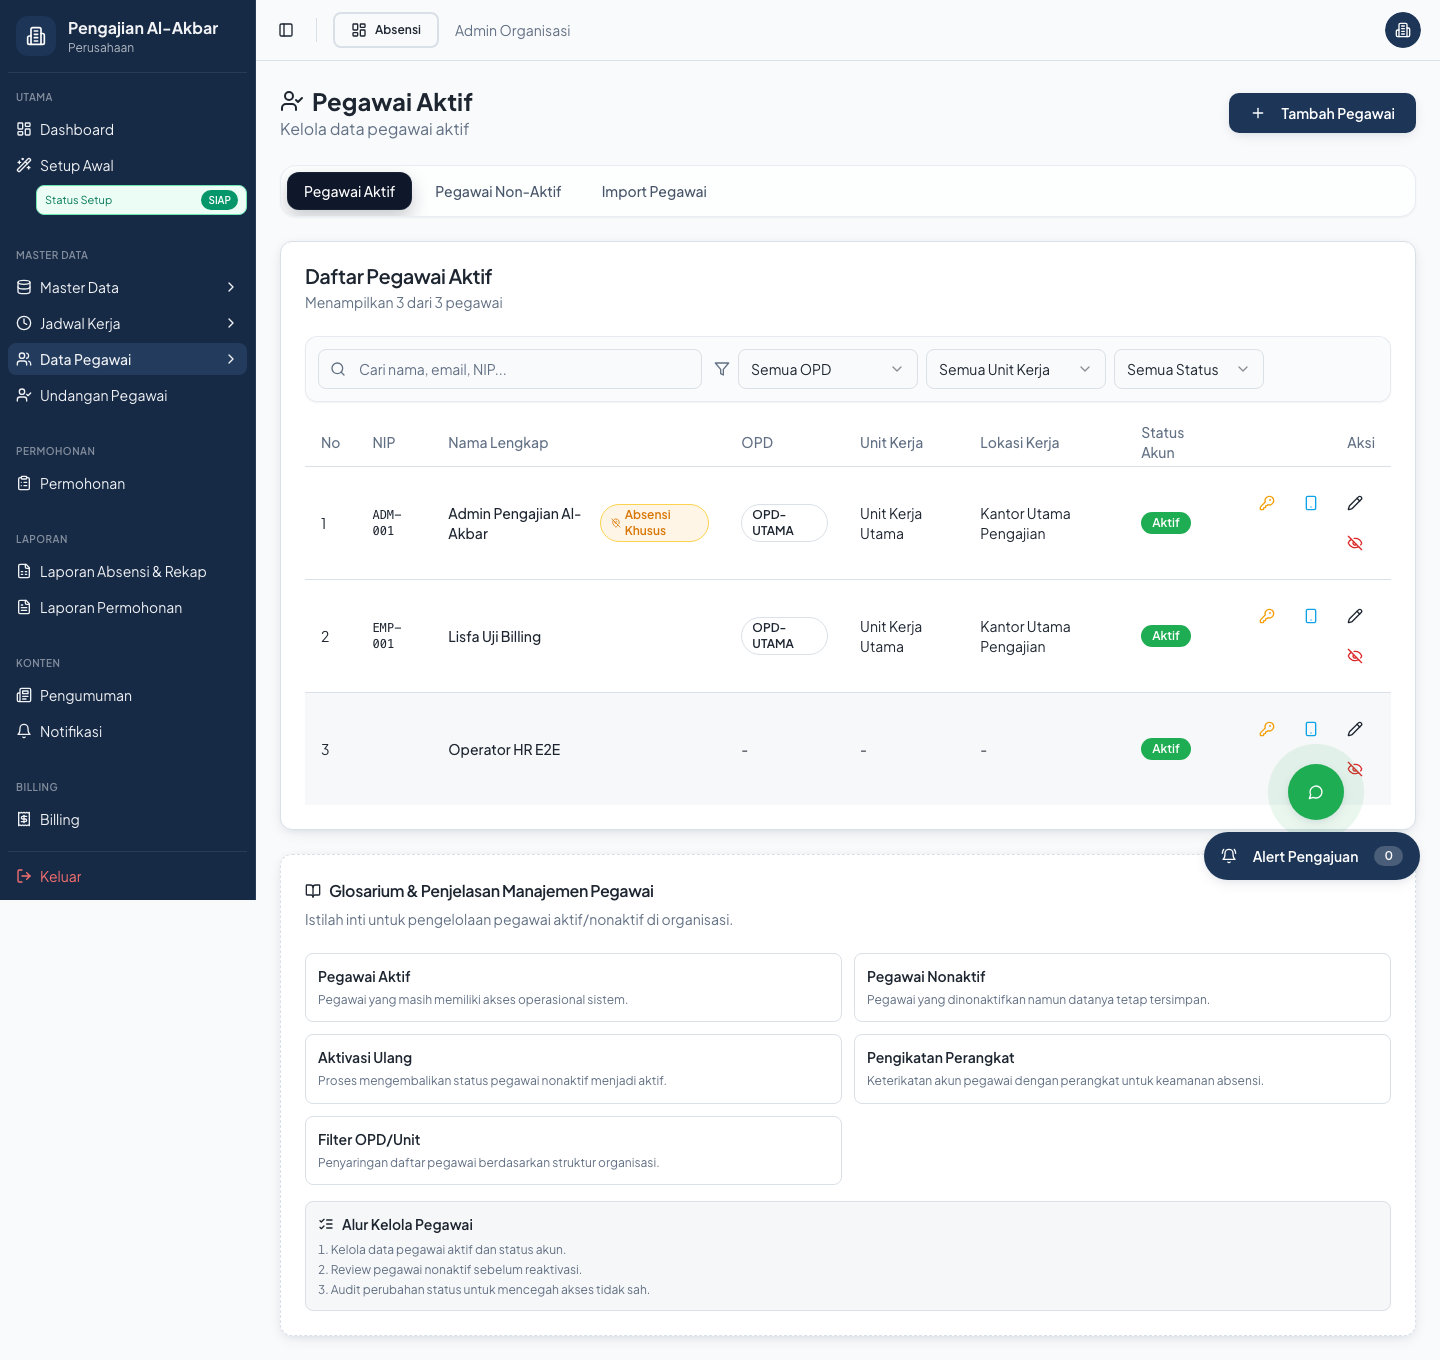 Pengajian Al-Akbar
Perusahaan
UTAMA
Dashboard
Setup Awal
Status Setup SIAP
MASTER DATA
Master Data
Jadwal Kerja
Data Pegawai
Undangan Pegawai
PERMOHONAN
Permohonan
LAPORAN
Laporan Absensi & Rekap
Laporan Permohonan
KONTEN
Pengumuman
Notifikasi
BILLING
Billing
Keluar
Absensi Admin Organisasi
Pegawai Aktif
Kelola data pegawai aktif
Tambah Pegawai
Pegawai Aktif Pegawai Non-Aktif Import Pegawai
Daftar Pegawai Aktif
Menampilkan 3 dari 3 pegawai
Cari nama, email, NIP... Semua OPD Semua Unit Kerja Semua Status
No NIP Nama Lengkap OPD Unit Kerja Lokasi Kerja Status Akun Aksi
1 ADM-001 Admin Pengajian Al-Akbar Absensi Khusus OPD-UTAMA Unit Kerja Utama Kantor Utama Pengajian Aktif
2 EMP-001 Lisfa Uji Billing OPD-UTAMA Unit Kerja Utama Kantor Utama Pengajian Aktif
3 Operator HR E2E - - - Aktif
Alert Pengajuan 0
Glosarium & Penjelasan Manajemen Pegawai
Istilah inti untuk pengelolaan pegawai aktif/nonaktif di organisasi.
Pegawai Aktif
Pegawai yang masih memiliki akses operasional sistem.
Pegawai Nonaktif
Pegawai yang dinonaktifkan namun datanya tetap tersimpan.
Aktivasi Ulang
Proses mengembalikan status pegawai nonaktif menjadi aktif.
Pengikatan Perangkat
Keterikatan akun pegawai dengan perangkat untuk keamanan absensi.
Filter OPD/Unit
Penyaringan daftar pegawai berdasarkan struktur organisasi.
Alur Kelola Pegawai
1. Kelola data pegawai aktif dan status akun.
2. Review pegawai nonaktif sebelum reaktivasi.
3. Audit perubahan status untuk mencegah akses tidak sah.